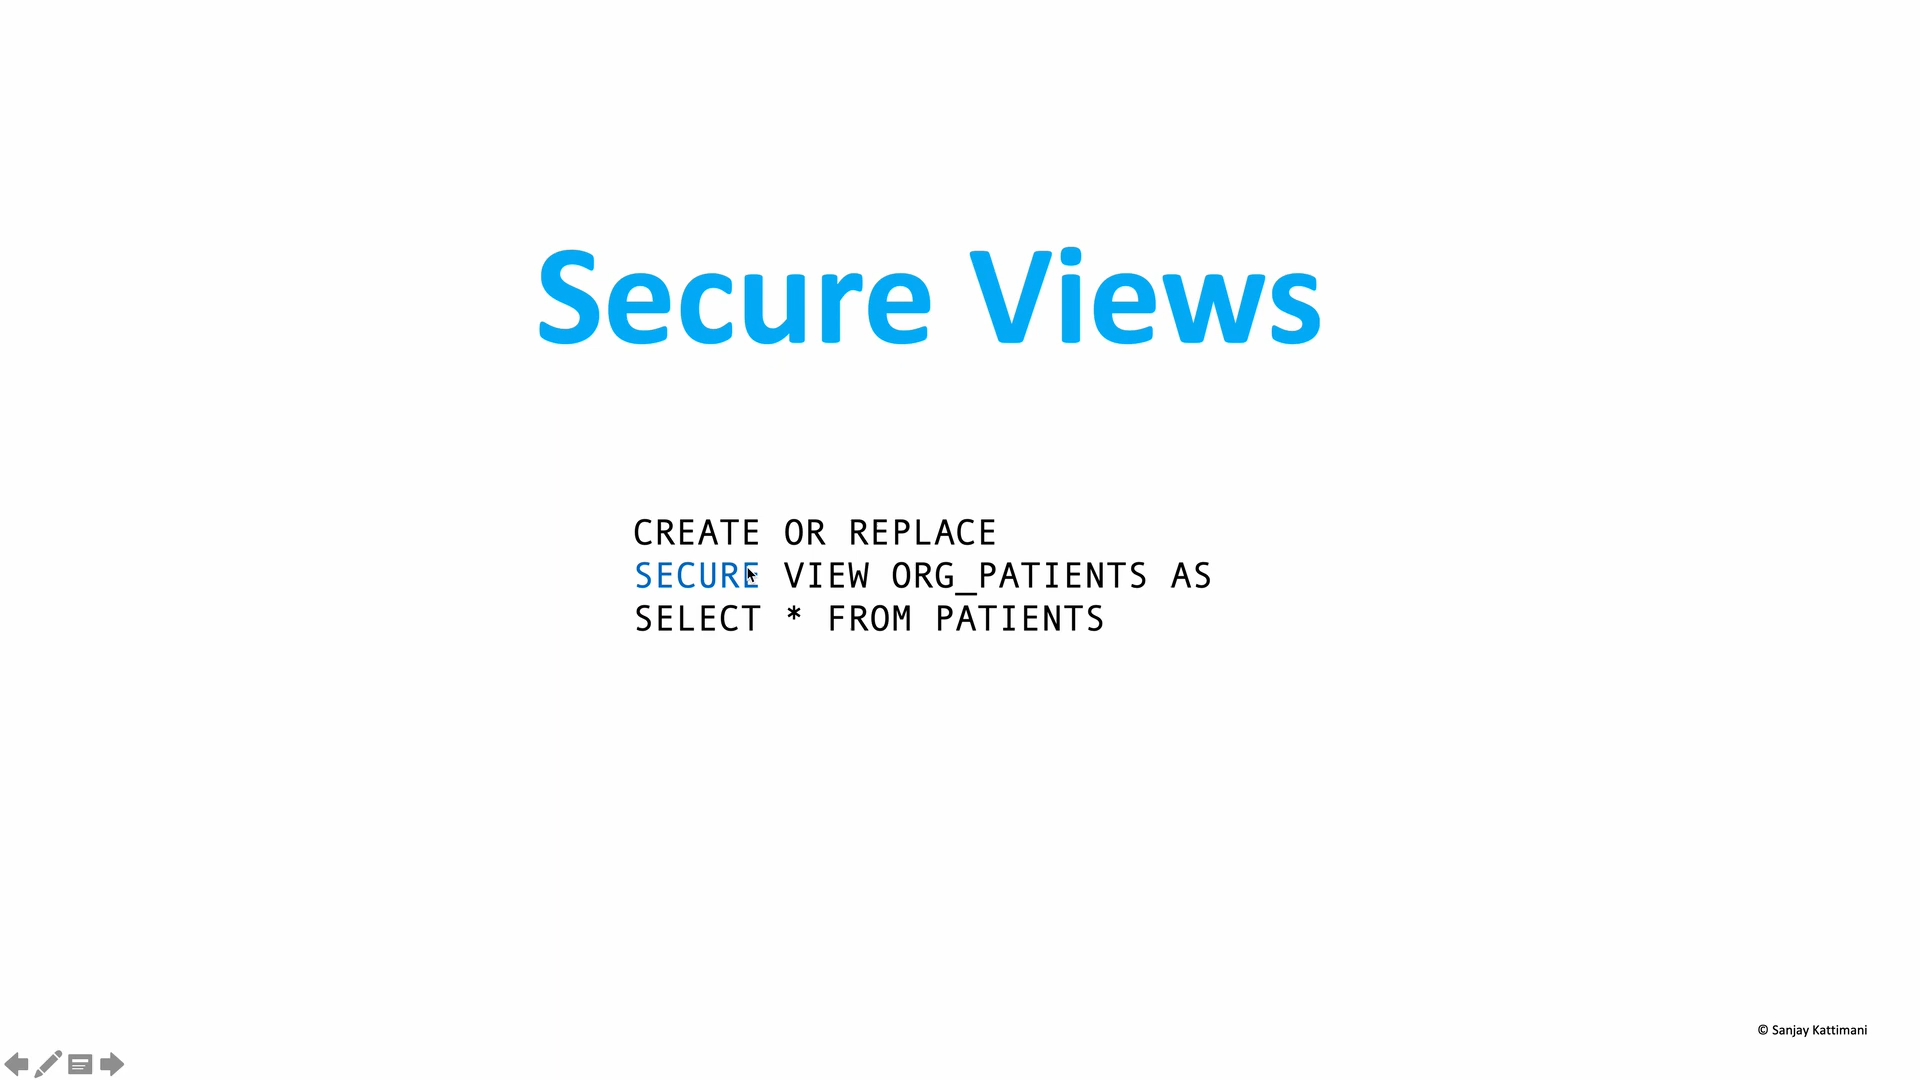 Secure Views
CREATE OR REPLACE
SECURE VIEW ORG_PATIENTS AS
SELECT * FROM PATIENTS
© Sanjay Kattimani